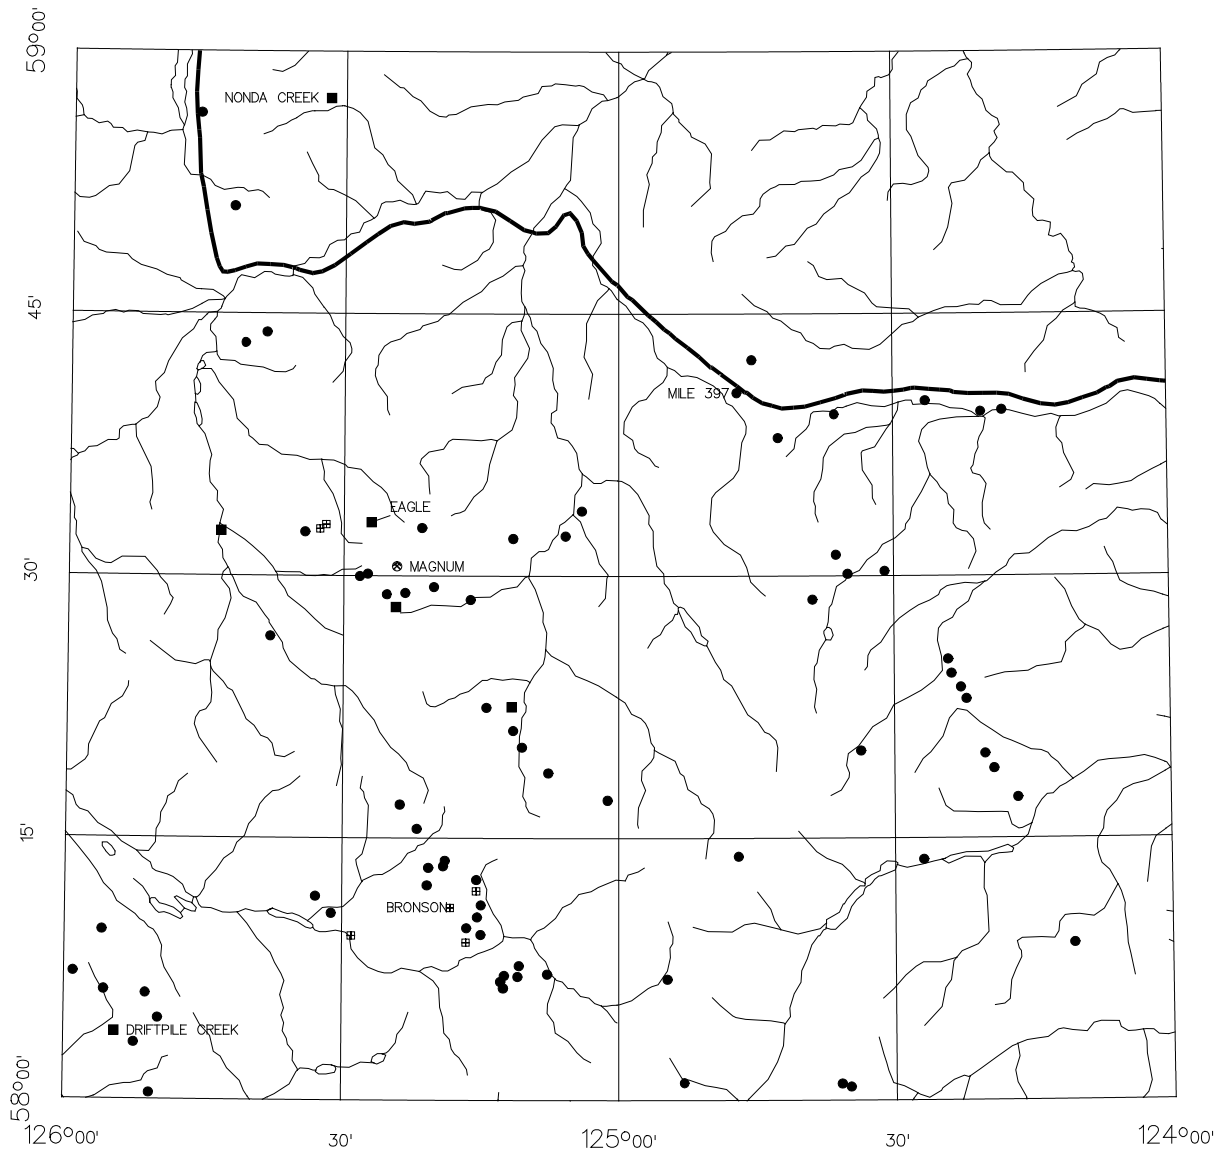 59°00'
NONDA CREEK
45'
MILE 397
EAGLE
MAGNUM
30'
15'
BRONSON
DRIFTPILE CREEK
58°00'
126°00'
30'
125°00'
30'
124°00'